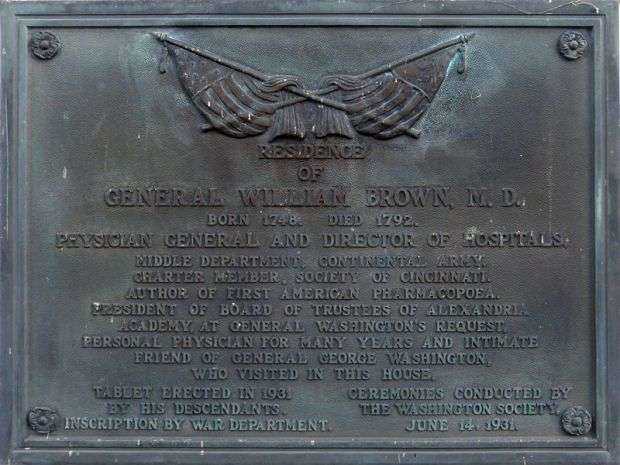 RESIDENCE
OF
GENERAL WILLIAM BROWN, M. D.
BORN 1748. DIED 1792.
PHYSICIAN GENERAL AND DIRECTOR OF HOSPITALS,
MIDDLE DEPARTMENT, CONTINENTAL ARMY.
CHARTER MEMBER, SOCIETY OF CINCINNATI.
AUTHOR OF FIRST AMERICAN PHARMACOPOEA.
PRESIDENT OF BOARD OF TRUSTEES OF ALEXANDRIA
ACADEMY, AT GENERAL WASHINGTON'S REQUEST,
PERSONAL PHYSICIAN FOR MANY YEARS AND INTIMATE
FRIEND OF GENERAL GEORGE WASHINGTON,
WHO VISITED IN THIS HOUSE.
TABLET ERECTED IN 1931
BY HIS DESCENDANTS.
INSCRIPTION BY WAR DEPARTMENT.
CEREMONIES CONDUCTED BY
THE WASHINGTON SOCIETY,
JUNE 14, 1931.